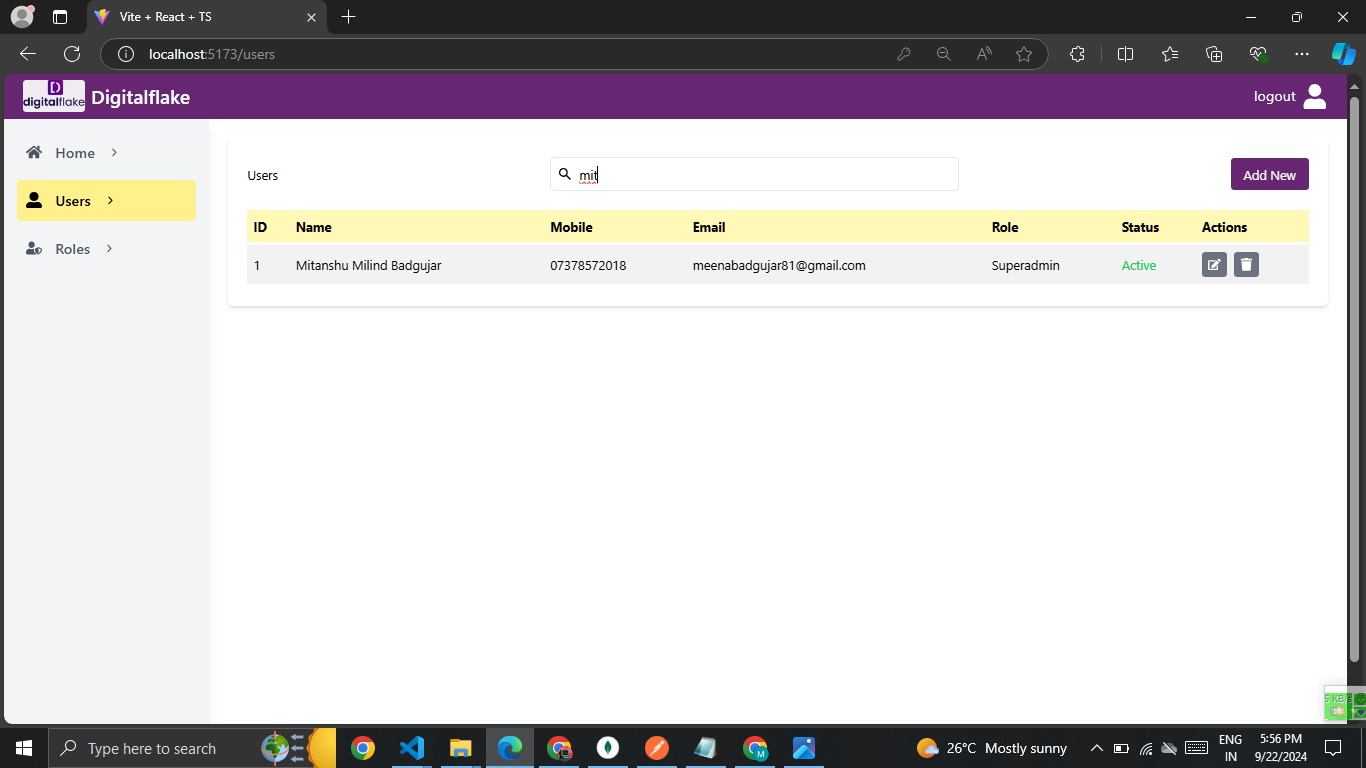 Vite + React + TS
localhost:5173/users
digitalflake Digitalflake
logout
Home
Users
Roles
Users
mit
Add New
ID Name Mobile Email Role Status Actions
1 Mitanshu Milind Badgujar 07378572018 meenabadgujar81@gmail.com Superadmin Active
Type here to search
26°C Mostly sunny
ENG
IN
5:56 PM
9/22/2024